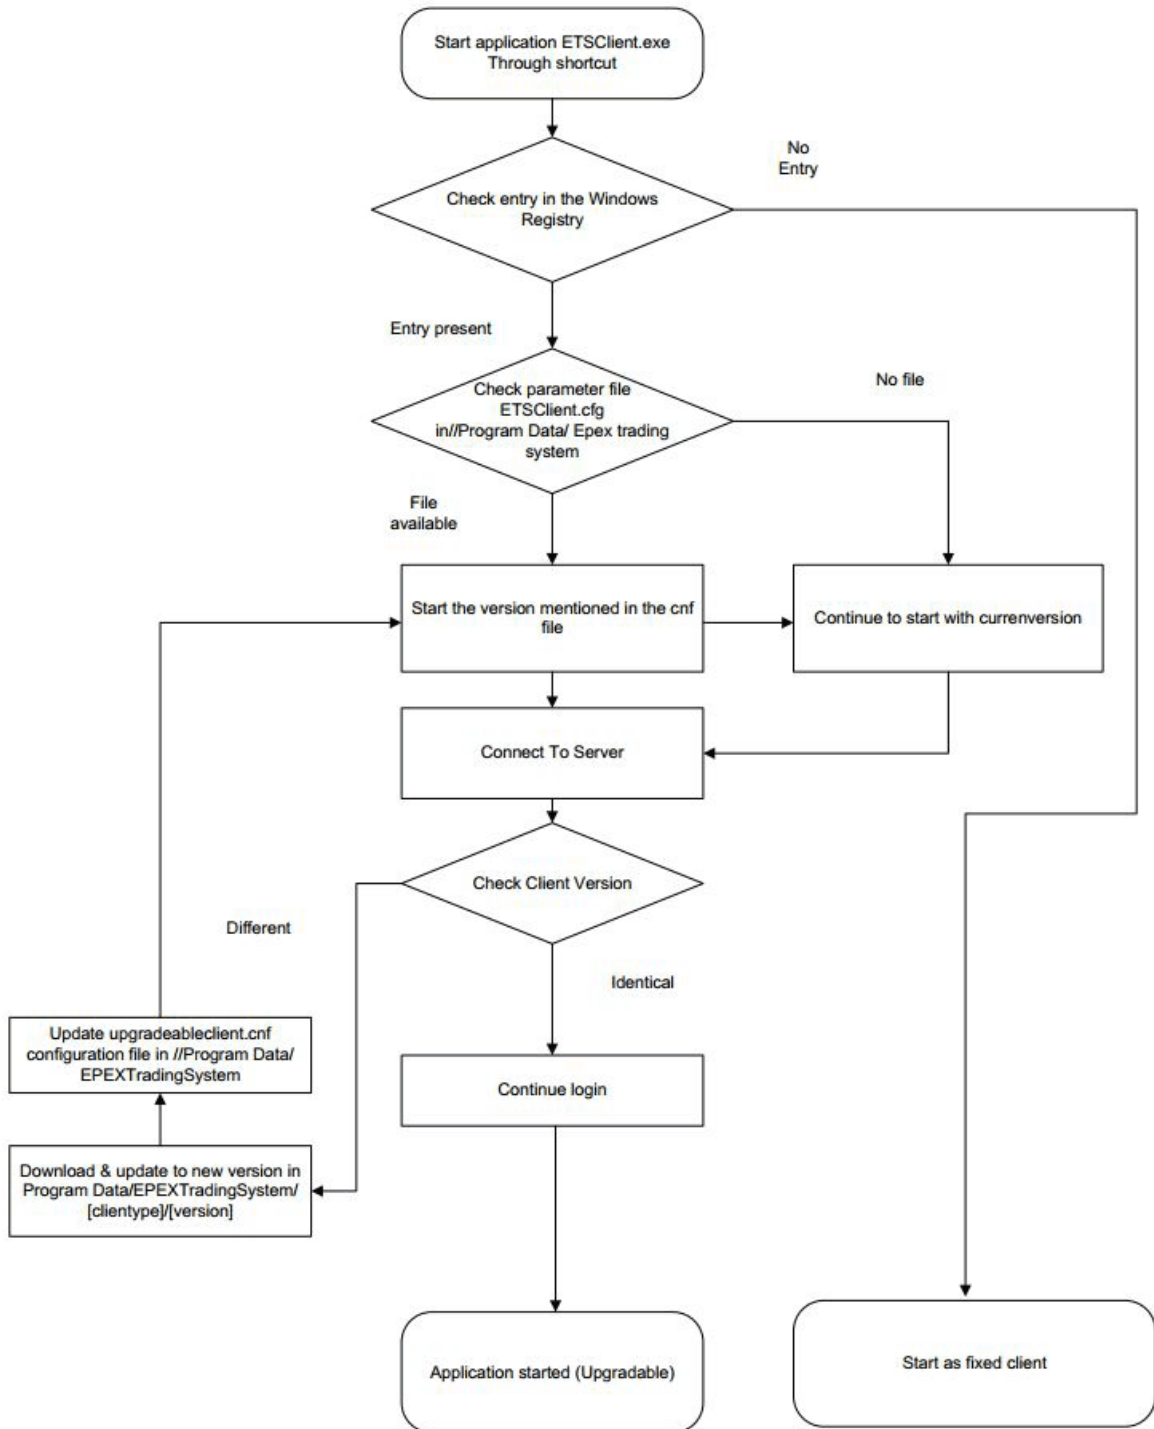 Start application ETSClient.exe
Through shortcut
No
Entry
Check entry in the Windows
Registry
Entry present
Check parameter file
ETSClient.cfg
in//Program Data/ Epex trading
system
No file
File
available
Start the version mentioned in the cnf
file
Continue to start with currenversion
Connect To Server
Check Client Version
Different
Identical
Update upgradeableclient.cnf
configuration file in //Program Data/
EPEXTradingSystem
Continue login
Download & update to new version in
Program Data/EPEXTradingSystem/
[clientype]/[version]
Application started (Upgradable)
Start as fixed client